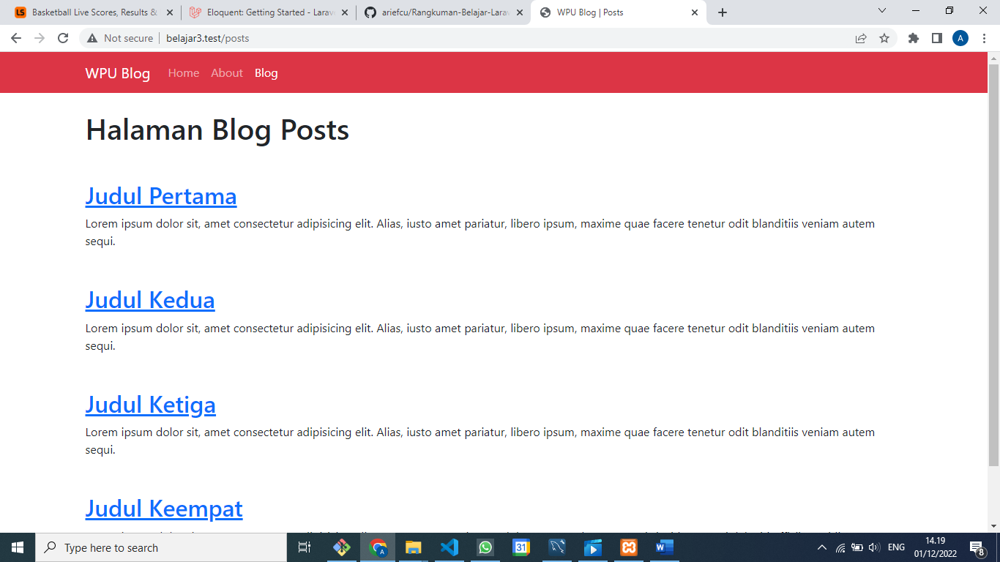 LS Basketball Live Scores, Results &
Eloquent: Getting Started - Larav
ariefcu/Rangkuman-Belajar-Larav
WPU Blog | Posts
Not secure
belajar3.test/posts
A
WPU Blog
Home
About
Blog
Halaman Blog Posts
Judul Pertama
Lorem ipsum dolor sit, amet consectetur adipisicing elit. Alias, iusto amet pariatur, libero ipsum, maxime quae facere tenetur odit blanditiis veniam autem
sequi.
Judul Kedua
Lorem ipsum dolor sit, amet consectetur adipisicing elit. Alias, iusto amet pariatur, libero ipsum, maxime quae facere tenetur odit blanditiis veniam autem
sequi.
Judul Ketiga
Lorem ipsum dolor sit, amet consectetur adipisicing elit. Alias, iusto amet pariatur, libero ipsum, maxime quae facere tenetur odit blanditiis veniam autem
sequi.
Judul Keempat
Type here to search
A
31
W
ENG
14.19
01/12/2022
8